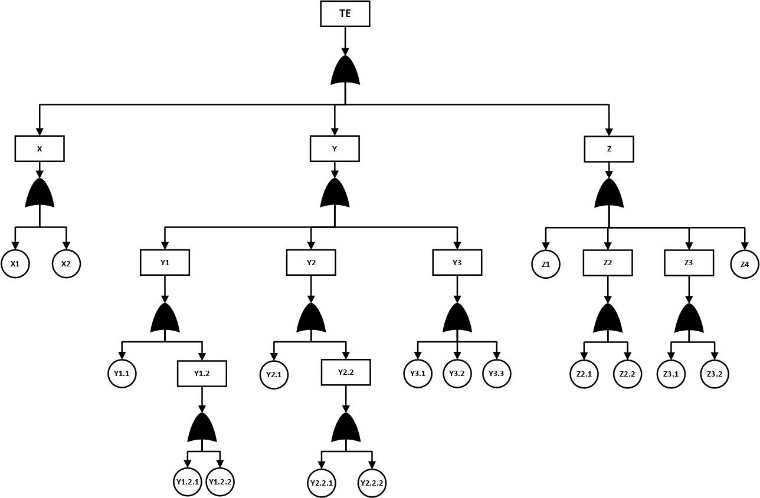 TE
X
Y
Z
X1
X2
Y1
Y2
Y3
Z1
Z2
Z3
Z4
Y1.1
Y1.2
Y2.1
Y2.2
Y3.1
Y3.2
Y3.3
Z2.1
Z2.2
Z3.1
Z3.2
Y1.2.1
Y1.2.2
Y2.2.1
Y2.2.2